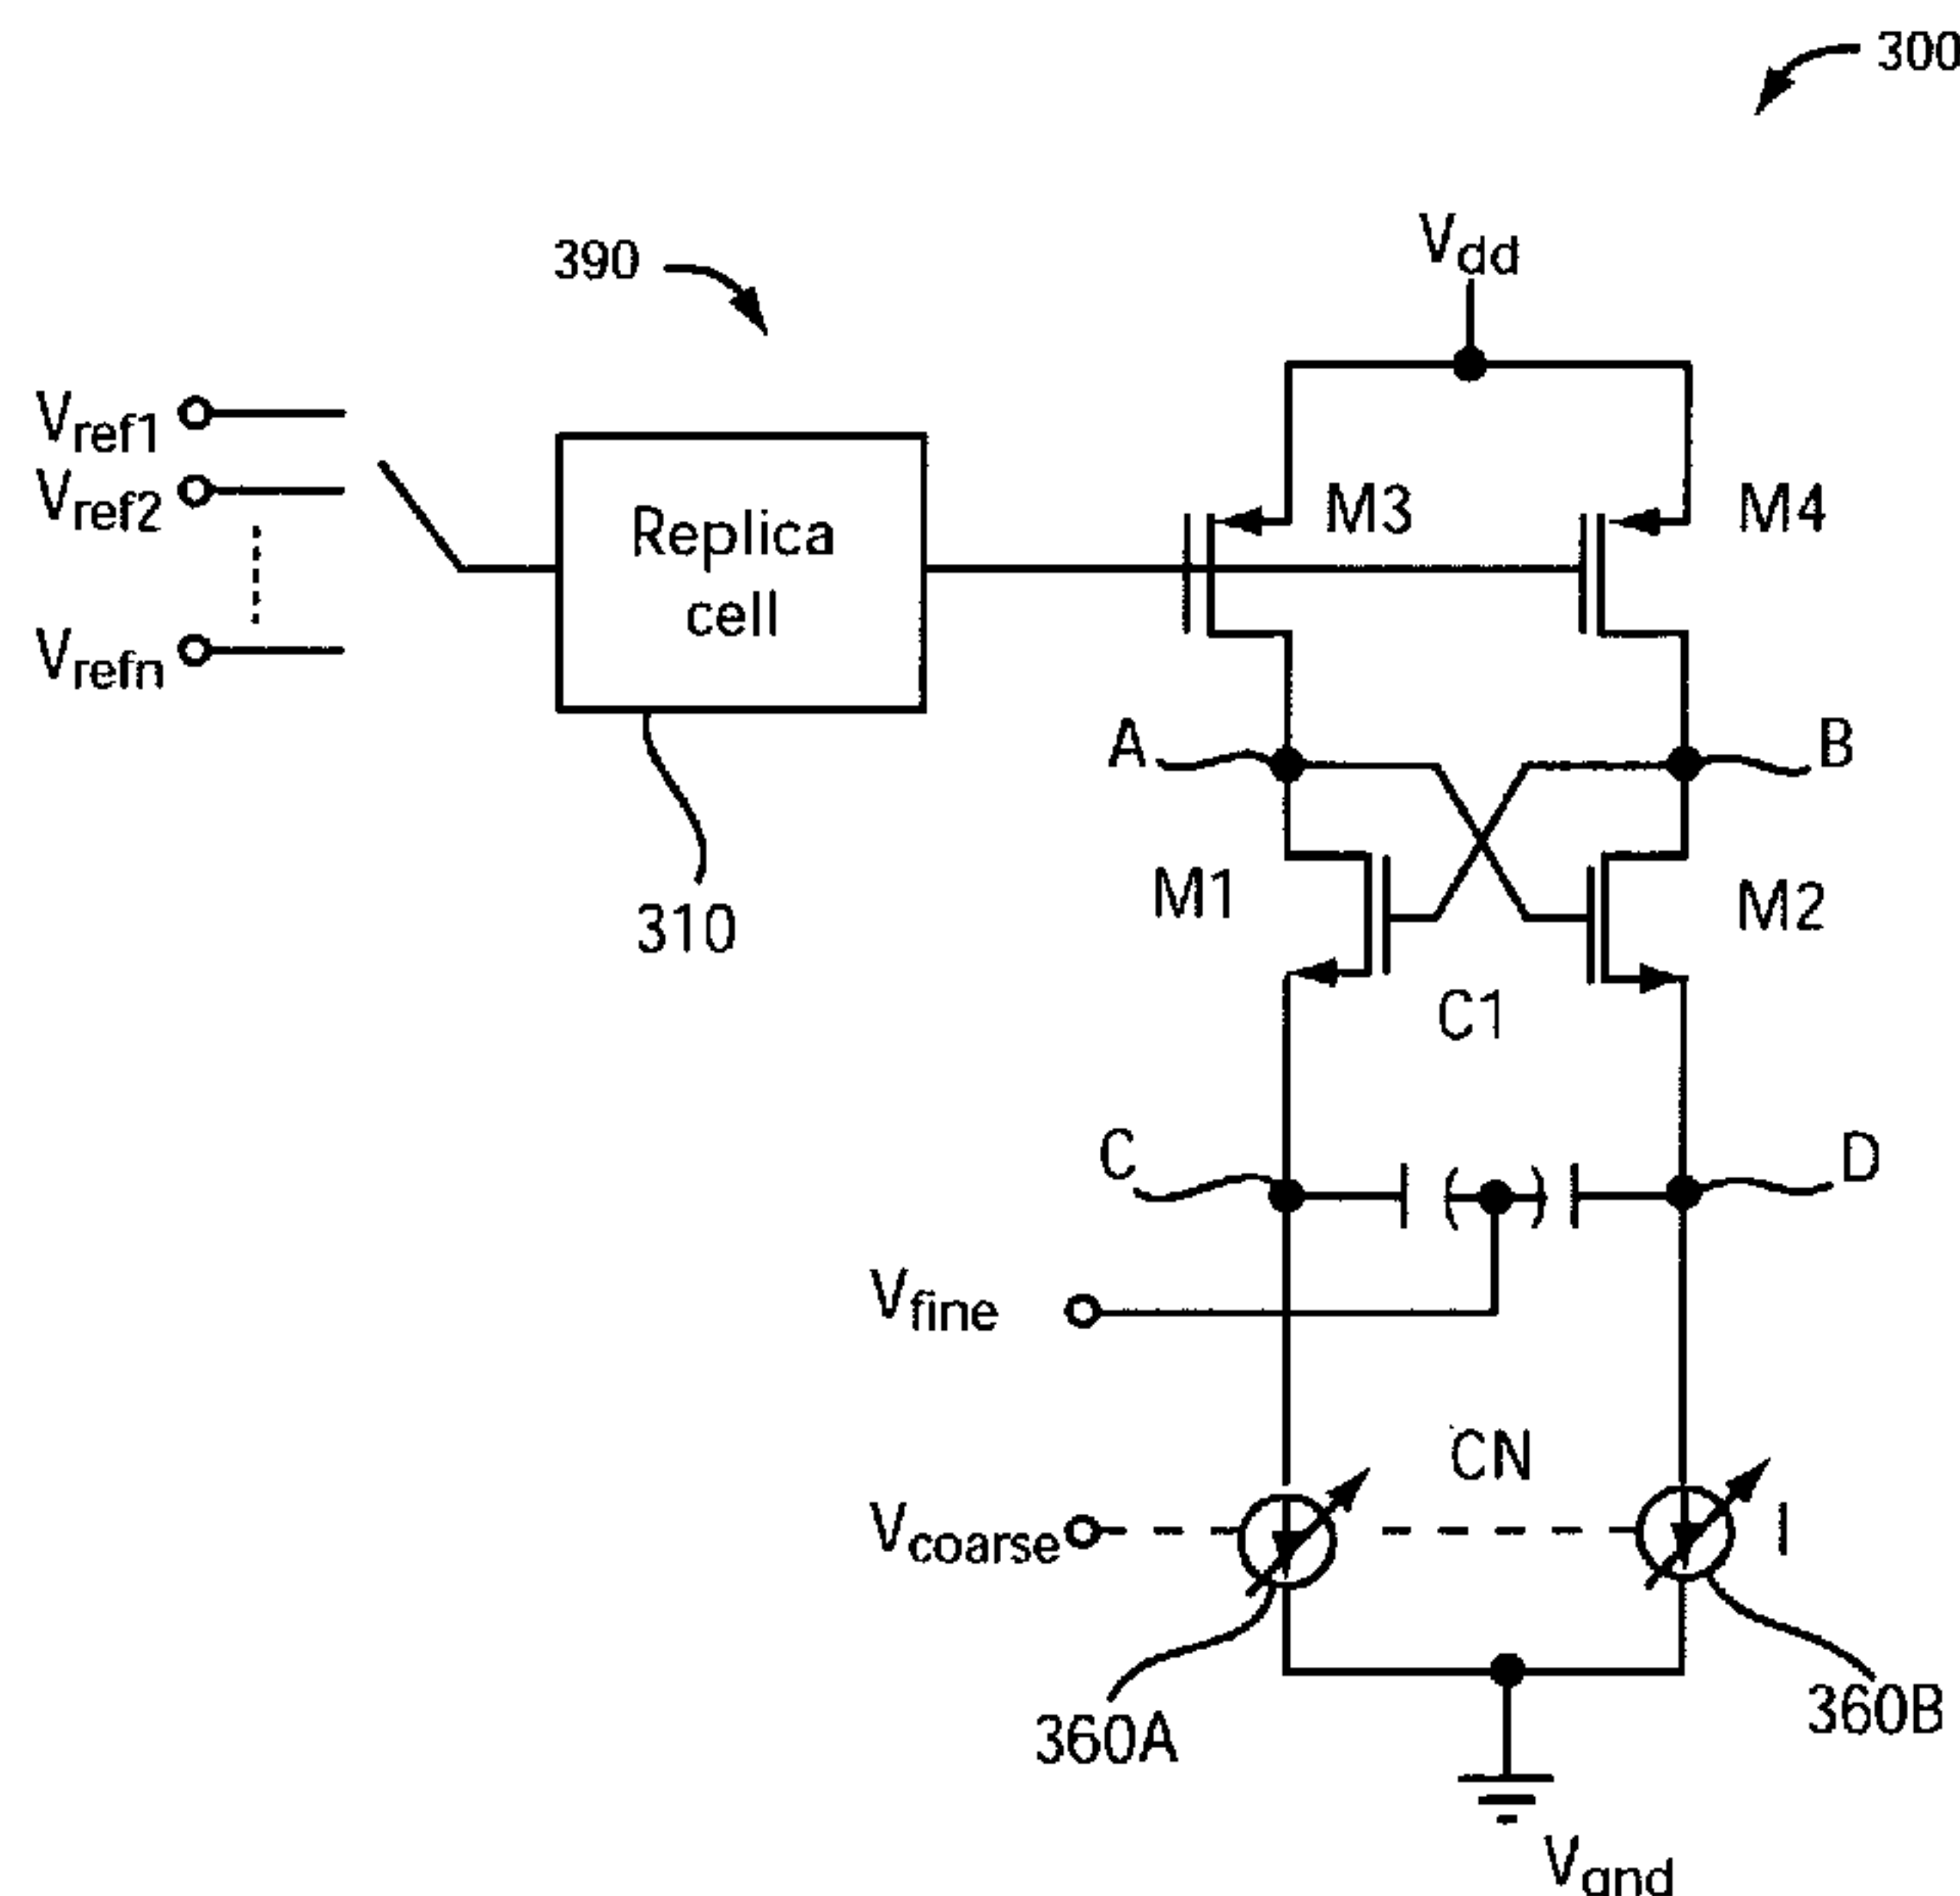 300
390
Vdd
Vref1
Vref2
Vrefn
Replica
cell
M3
M4
A
B
310
M1
M2
C1
C
D
Vfine
CN
Vcoarse
I
360A
360B
Vgnd